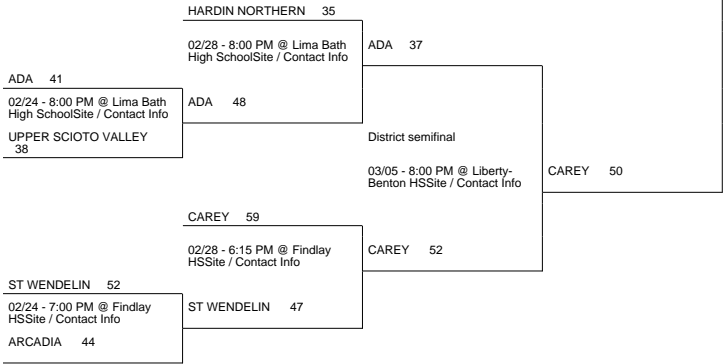 HARDIN NORTHERN 35
02/28 - 8:00 PM @ Lima Bath
High SchoolSite / Contact Info
ADA 37
ADA 41
02/24 - 8:00 PM @ Lima Bath
High SchoolSite / Contact Info
ADA 48
UPPER SCIOTO VALLEY
38
District semifinal
03/05 - 8:00 PM @ Liberty-
Benton HSSite / Contact Info
CAREY 50
CAREY 59
02/28 - 6:15 PM @ Findlay
HSSite / Contact Info
CAREY 52
ST WENDELIN 52
02/24 - 7:00 PM @ Findlay
HSSite / Contact Info
ST WENDELIN 47
ARCADIA 44